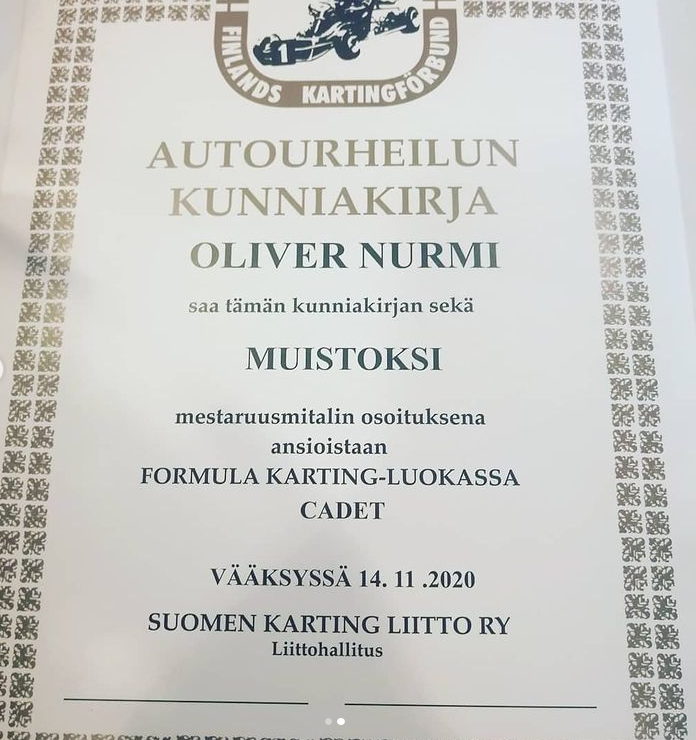 1
FINLANDS KARTINGFÖRBUND
AUTOURHEILUN
KUNNIAKIRJA
OLIVER NURMI
saa tämän kunniakirjan sekä
MUISTOKSI
mestaruusmitalin osoituksena
ansioistaan
FORMULA KARTING-LUOKASSA
CADET
VÄÄKSYSSÄ 14. 11 .2020
SUOMEN KARTING LIITTO RY
Liittohallitus